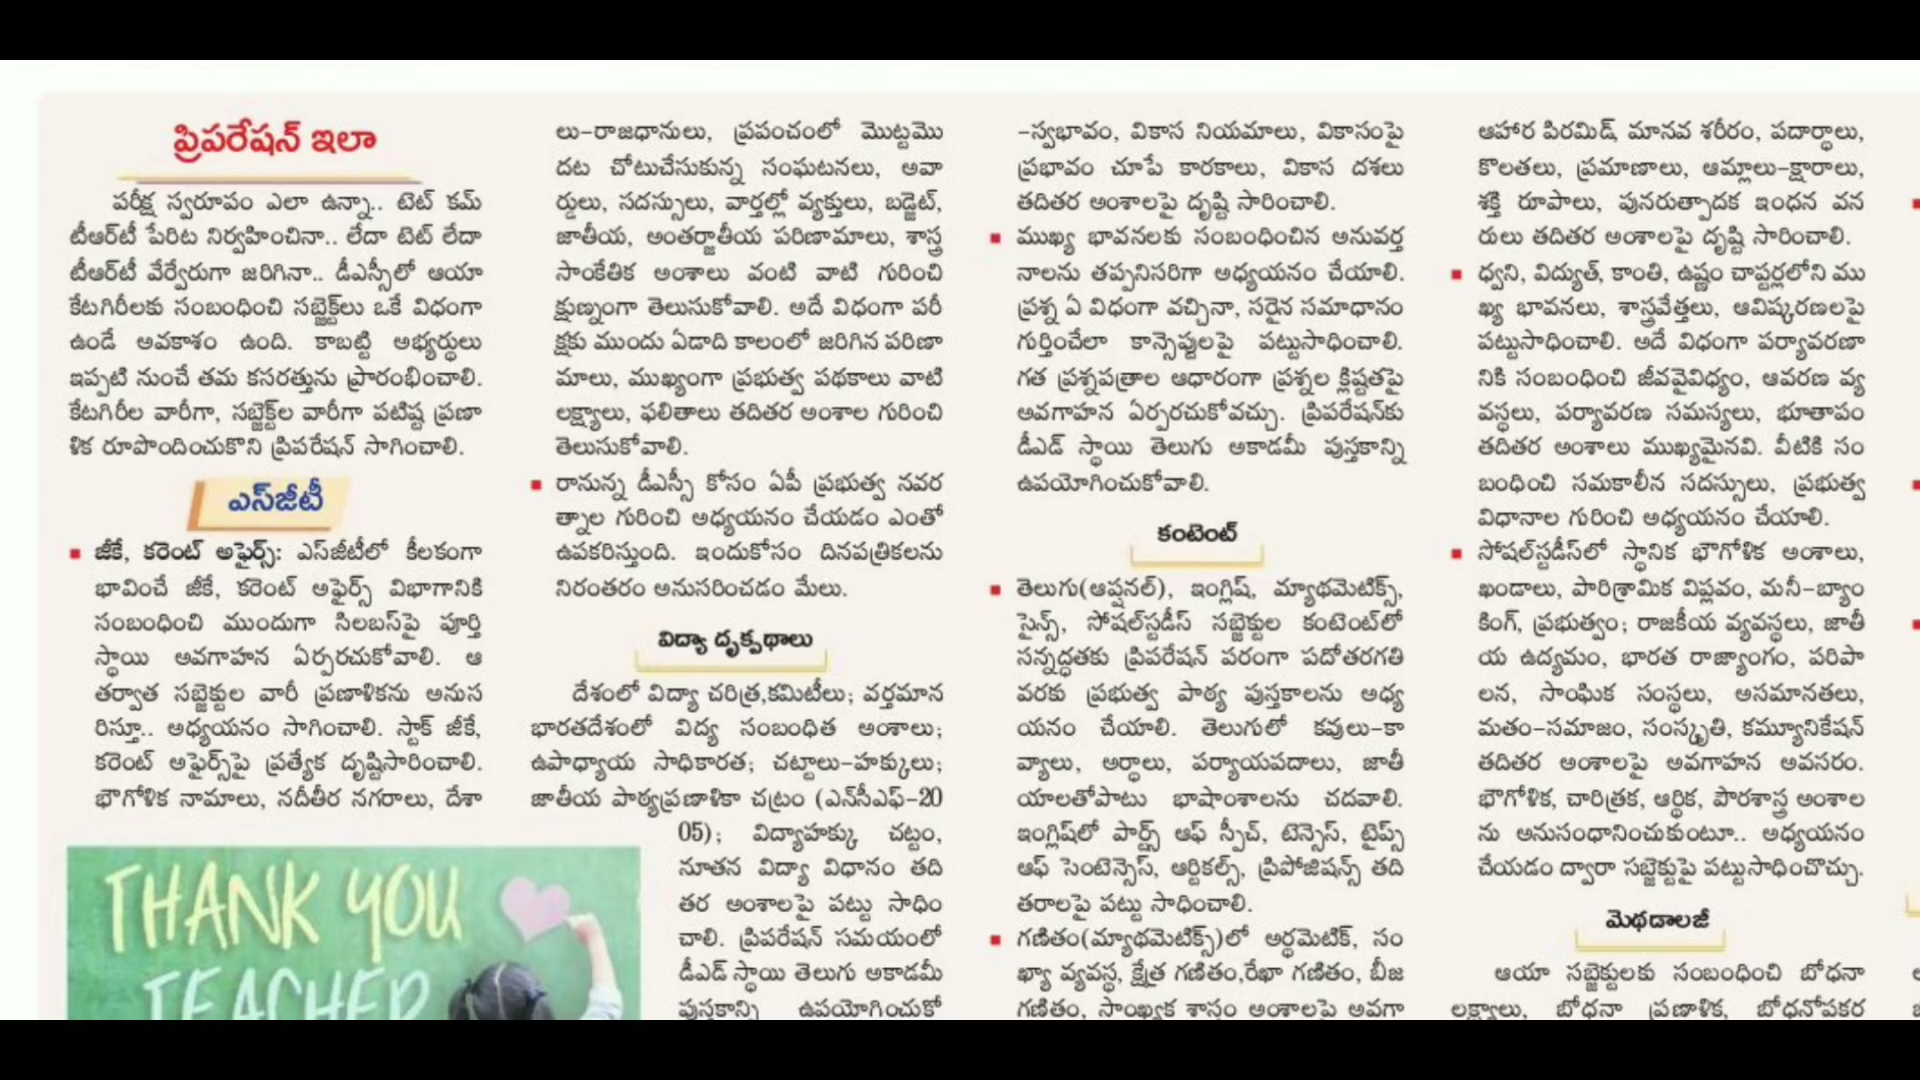 ప్రిపరేషన్ ఇలా
పరీక్ష స్వరూపం ఎలా ఉన్నా.. టెట్ కమ్
టీఆర్‌టీ పేరిట నిర్వహించినా.. లేదా టెట్ లేదా
టీఆర్‌టీ వేర్వేరుగా జరిగినా.. డీఎస్సీలో ఆయా
కేటగిరీలకు సంబంధించి సబ్జెక్ట్‌లు ఒకే విధంగా
ఉండే అవకాశం ఉంది. కాబట్టి అభ్యర్థులు
ఇప్పటి నుంచే తమ కసరత్తును ప్రారంభించాలి.
కేటగిరీల వారీగా, సబ్జెక్ట్‌ల వారీగా పటిష్ట ప్రణా
ళిక రూపొందించుకొని ప్రిపరేషన్ సాగించాలి.
ఎస్‌జీటీ
జీకే, కరెంట్ అఫైర్స్: ఎస్‌జీటీలో కీలకంగా
భావించే జీకే, కరెంట్ అఫైర్స్ విభాగానికి
సంబంధించి ముందుగా సిలబస్‌పై పూర్తి
స్థాయి అవగాహన ఏర్పరచుకోవాలి. ఆ
తర్వాత సబ్జెక్టుల వారీ ప్రణాళికను అనుస
రిస్తూ.. అధ్యయనం సాగించాలి. స్టాక్ జీకే,
కరెంట్ అఫైర్స్‌పై ప్రత్యేక దృష్టిసారించాలి.
భౌగోళిక నామాలు, నదీతీర నగరాలు, దేశా
THANK YOU
TEACHER
లు-రాజధానులు, ప్రపంచంలో మొట్టమొ
దట చోటుచేసుకున్న సంఘటనలు, అవా
ర్డులు, సదస్సులు, వార్తల్లో వ్యక్తులు, బడ్జెట్,
జాతీయ, అంతర్జాతీయ పరిణామాలు, శాస్త్ర
సాంకేతిక అంశాలు వంటి వాటి గురించి
క్షుణ్నంగా తెలుసుకోవాలి. అదే విధంగా పరీ
క్షకు ముందు ఏడాది కాలంలో జరిగిన పరిణా
మాలు, ముఖ్యంగా ప్రభుత్వ పథకాలు వాటి
లక్ష్యాలు, ఫలితాలు తదితర అంశాల గురించి
తెలుసుకోవాలి.
రానున్న డీఎస్సీ కోసం ఏపీ ప్రభుత్వ నవర
త్నాల గురించి అధ్యయనం చేయడం ఎంతో
ఉపకరిస్తుంది. ఇందుకోసం దినపత్రికలను
నిరంతరం అనుసరించడం మేలు.
విద్యా దృక్పథాలు
దేశంలో విద్యా చరిత్ర,కమిటీలు; వర్తమాన
భారతదేశంలో విద్య సంబంధిత అంశాలు;
ఉపాధ్యాయ సాధికారత; చట్టాలు-హక్కులు;
జాతీయ పాఠ్యప్రణాళికా చట్రం (ఎన్‌సీఎఫ్-20
05); విద్యాహక్కు చట్టం,
నూతన విద్యా విధానం తది
తర అంశాలపై పట్టు సాధిం
చాలి. ప్రిపరేషన్ సమయంలో
డీఎడ్ స్థాయి తెలుగు అకాడమీ
పుస్తకాన్ని ఉపయోగించుకో
-స్వభావం, వికాస నియమాలు, వికాసంపై
ప్రభావం చూపే కారకాలు, వికాస దశలు
తదితర అంశాలపై దృష్టి సారించాలి.
ముఖ్య భావనలకు సంబంధించిన అనువర్త
నాలను తప్పనిసరిగా అధ్యయనం చేయాలి.
ప్రశ్న ఏ విధంగా వచ్చినా, సరైన సమాధానం
గుర్తించేలా కాన్సెప్టులపై పట్టుసాధించాలి.
గత ప్రశ్నపత్రాల ఆధారంగా ప్రశ్నల క్లిష్టతపై
అవగాహన ఏర్పరచుకోవచ్చు. ప్రిపరేషన్‌కు
డీఎడ్ స్థాయి తెలుగు అకాడమీ పుస్తకాన్ని
ఉపయోగించుకోవాలి.
కంటెంట్
తెలుగు(ఆప్షనల్), ఇంగ్లిష్, మ్యాథమెటిక్స్,
సైన్స్, సోషల్‌స్టడీస్ సబ్జెక్టుల కంటెంట్‌లో
సన్నద్ధతకు ప్రిపరేషన్ పరంగా పదోతరగతి
వరకు ప్రభుత్వ పాఠ్య పుస్తకాలను అధ్య
యనం చేయాలి. తెలుగులో కవులు-కా
వ్యాలు, అర్థాలు, పర్యాయపదాలు, జాతీ
యాలతోపాటు భాషాంశాలను చదవాలి.
ఇంగ్లిష్‌లో పార్ట్స్ ఆఫ్ స్పీచ్, టెన్సెస్, టైప్స్
ఆఫ్ సెంటెన్సెస్, ఆర్టికల్స్, ప్రిపోజిషన్స్ తది
తరాలపై పట్టు సాధించాలి.
గణితం(మ్యాథమెటిక్స్)లో అర్థమెటిక్, సం
ఖ్యా వ్యవస్థ, క్షేత్ర గణితం,రేఖా గణితం, బీజ
గణితం, సాంఖ్యక శాస్త్రం అంశాలపై అవగా
ఆహార పిరమిడ్, మానవ శరీరం, పదార్థాలు,
కొలతలు, ప్రమాణాలు, ఆమ్లాలు-క్షారాలు,
శక్తి రూపాలు, పునరుత్పాదక ఇంధన వన
రులు తదితర అంశాలపై దృష్టి సారించాలి.
ధ్వని, విద్యుత్, కాంతి, ఉష్ణం చాప్టర్లలోని ము
ఖ్య భావనలు, శాస్త్రవేత్తలు, ఆవిష్కరణలపై
పట్టుసాధించాలి. అదే విధంగా పర్యావరణా
నికి సంబంధించి జీవవైవిధ్యం, ఆవరణ వ్య
వస్థలు, పర్యావరణ సమస్యలు, భూతాపం
తదితర అంశాలు ముఖ్యమైనవి. వీటికి సం
బంధించి సమకాలీన సదస్సులు, ప్రభుత్వ
విధానాల గురించి అధ్యయనం చేయాలి.
సోషల్‌స్టడీస్‌లో స్థానిక భౌగోళిక అంశాలు,
ఖండాలు, పారిశ్రామిక విప్లవం, మనీ-బ్యాం
కింగ్, ప్రభుత్వం; రాజకీయ వ్యవస్థలు, జాతీ
య ఉద్యమం, భారత రాజ్యాంగం, పరిపా
లన, సాంఘిక సంస్థలు, అసమానతలు,
మతం-సమాజం, సంస్కృతి, కమ్యూనికేషన్
తదితర అంశాలపై అవగాహన అవసరం.
భౌగోళిక, చారిత్రక, ఆర్థిక, పౌరశాస్త్ర అంశాల
ను అనుసంధానించుకుంటూ.. అధ్యయనం
చేయడం ద్వారా సబ్జెక్టుపై పట్టుసాధించొచ్చు.
మెథడాలజీ
ఆయా సబ్జెక్టులకు సంబంధించి బోధనా
లక్ష్యాలు, బోధనా ప్రణాళిక, బోధనోపకర